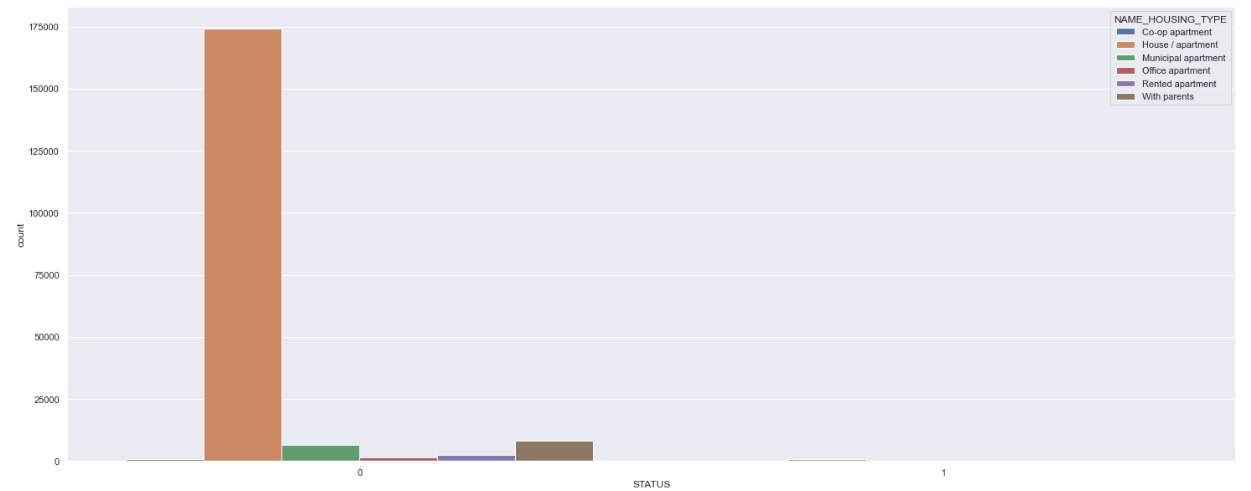 175000
150000
125000
100000
75000
50000
25000
0
count
0
1
STATUS
NAME_HOUSING_TYPE
Co-op apartment
House / apartment
Municipal apartment
Office apartment
Rented apartment
With parents